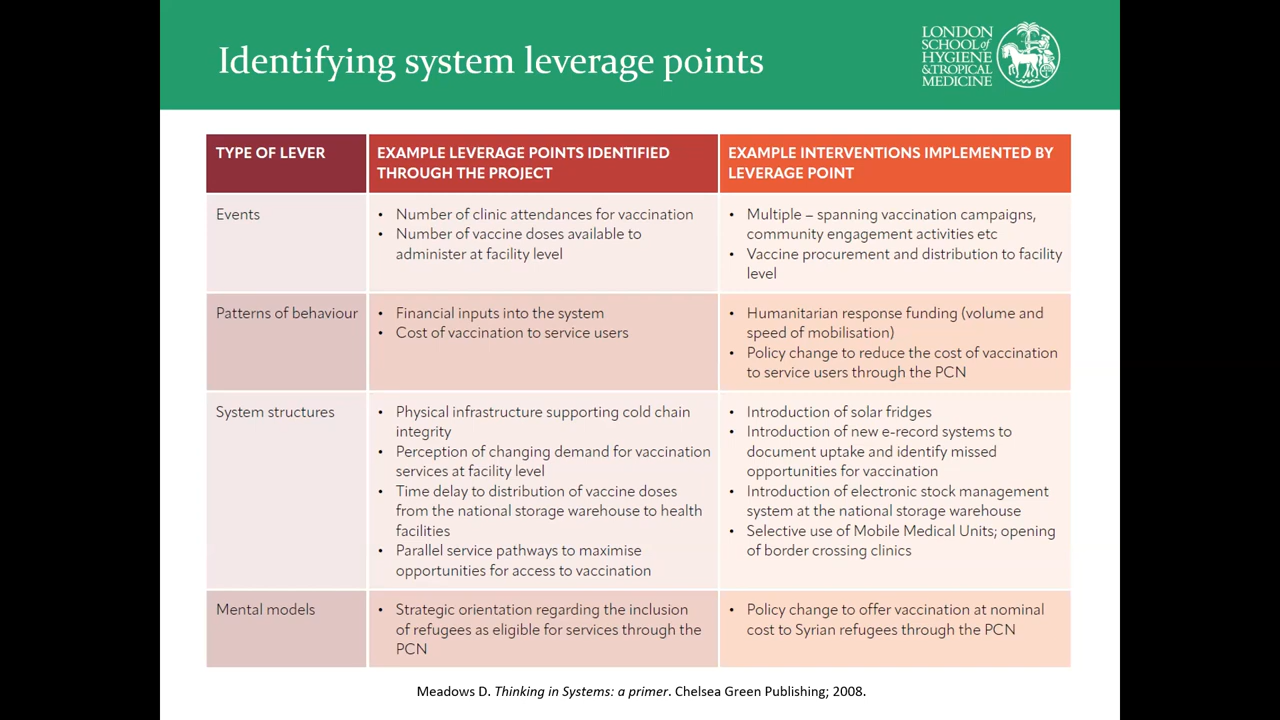 Identifying system leverage points
LONDON
SCHOOL of
HYGIENE
& TROPICAL
MEDICINE
TYPE OF LEVER
EXAMPLE LEVERAGE POINTS IDENTIFIED
THROUGH THE PROJECT
EXAMPLE INTERVENTIONS IMPLEMENTED BY
LEVERAGE POINT
Events
• Number of clinic attendances for vaccination
• Number of vaccine doses available to
administer at facility level
• Multiple – spanning vaccination campaigns,
community engagement activities etc
• Vaccine procurement and distribution to facility
level
Patterns of behaviour
• Financial inputs into the system
• Cost of vaccination to service users
• Humanitarian response funding (volume and
speed of mobilisation)
• Policy change to reduce the cost of vaccination
to service users through the PCN
System structures
• Physical infrastructure supporting cold chain
integrity
• Perception of changing demand for vaccination
services at facility level
• Time delay to distribution of vaccine doses
from the national storage warehouse to health
facilities
• Parallel service pathways to maximise
opportunities for access to vaccination
• Introduction of solar fridges
• Introduction of new e-record systems to
document uptake and identify missed
opportunities for vaccination
• Introduction of electronic stock management
system at the national storage warehouse
• Selective use of Mobile Medical Units; opening
of border crossing clinics
Mental models
• Strategic orientation regarding the inclusion
of refugees as eligible for services through the
PCN
• Policy change to offer vaccination at nominal
cost to Syrian refugees through the PCN
Meadows D. Thinking in Systems: a primer. Chelsea Green Publishing; 2008.